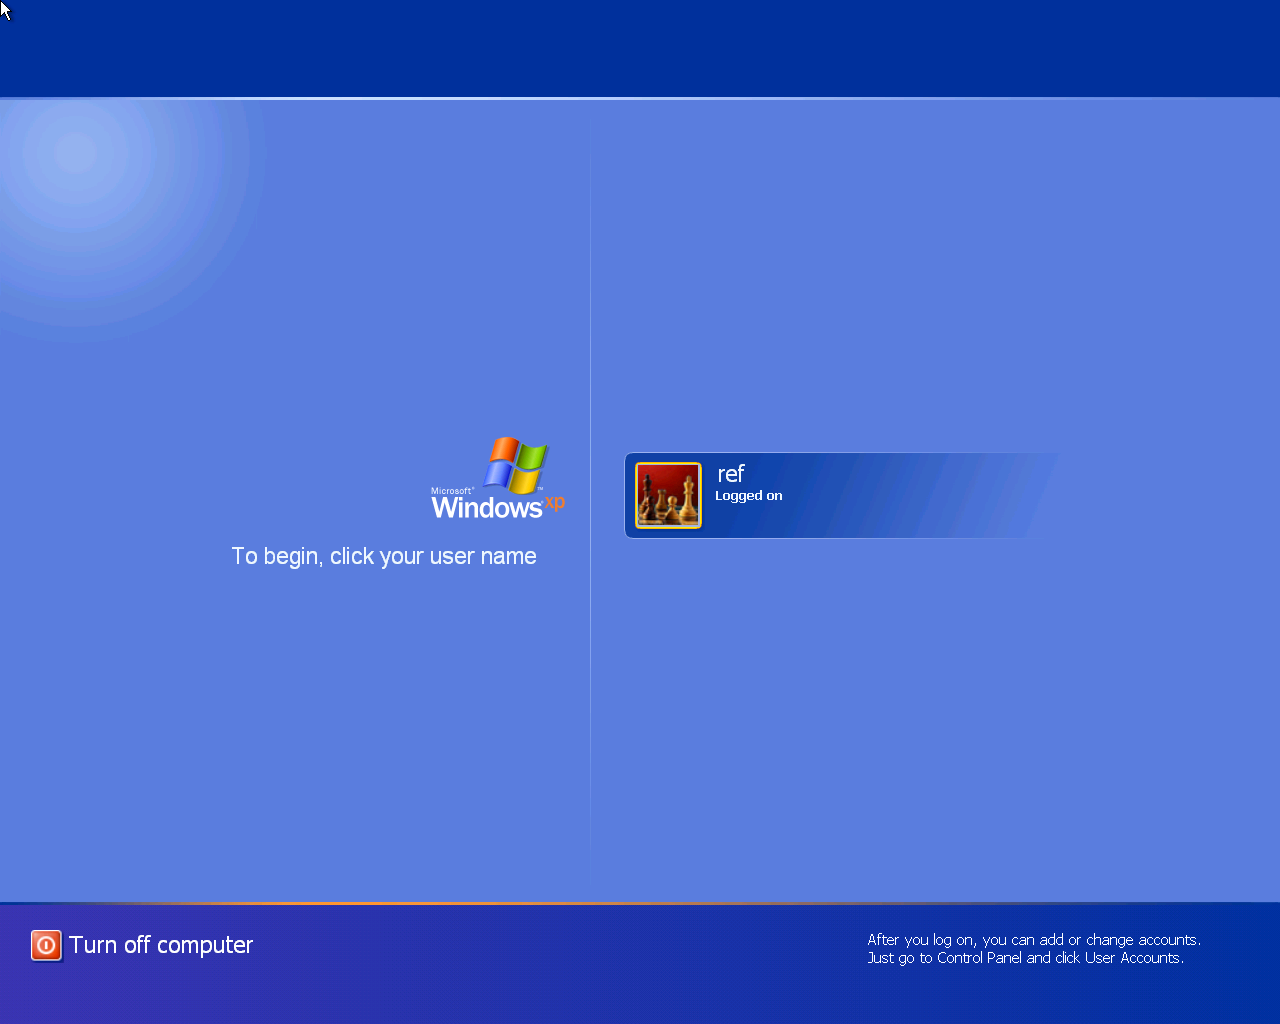 Microsoft®
Windows® xp
™
To begin, click your user name
ref
Logged on
Turn off computer
After you log on, you can add or change accounts.
Just go to Control Panel and click User Accounts.